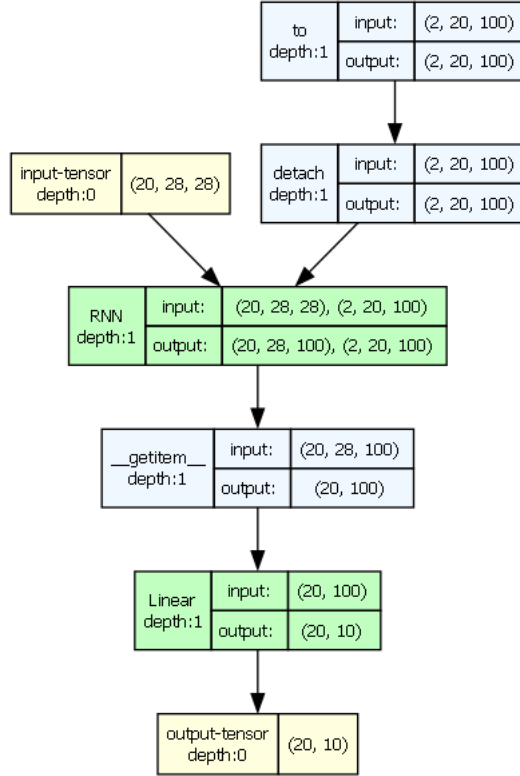 to
depth:1
input:
(2, 20, 100)
output:
(2, 20, 100)
input-tensor
depth:0
(20, 28, 28)
detach
depth:1
input:
(2, 20, 100)
output:
(2, 20, 100)
RNN
depth:1
input:
(20, 28, 28), (2, 20, 100)
output:
(20, 28, 100), (2, 20, 100)
__getitem__
depth:1
input:
(20, 28, 100)
output:
(20, 100)
Linear
depth:1
input:
(20, 100)
output:
(20, 10)
output-tensor
depth:0
(20, 10)